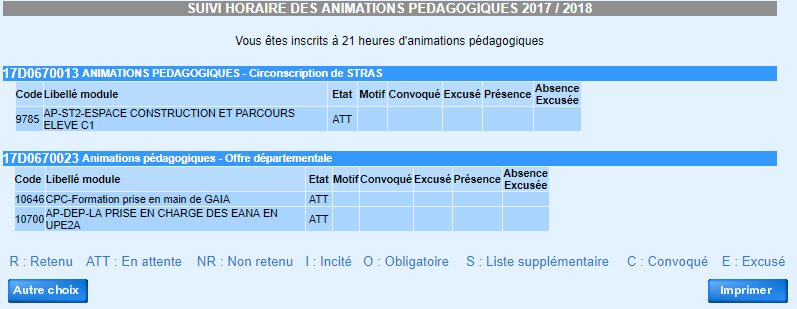 SUIVI HORAIRE DES ANIMATIONS PEDAGOGIQUES 2017 / 2018
Vous êtes inscrits à 21 heures d'animations pédagogiques
17D0670013 ANIMATIONS PEDAGOGIQUES - Circonscription de STRAS
Code Libellé module Etat Motif Convoqué Excusé Présence Absence Excusée
9785 AP-ST2-ESPACE CONSTRUCTION ET PARCOURS ELEVE C1 ATT
17D0670023 Animations pédagogiques - Offre départementale
Code Libellé module Etat Motif Convoqué Excusé Présence Absence Excusée
10646 CPC-Formation prise en main de GAIA ATT
10700 AP-DEP-LA PRISE EN CHARGE DES EANA EN UPE2A ATT
R : Retenu ATT : En attente NR : Non retenu I : Incité O : Obligatoire S : Liste supplémentaire C : Convoqué E : Excusé
Autre choix Imprimer